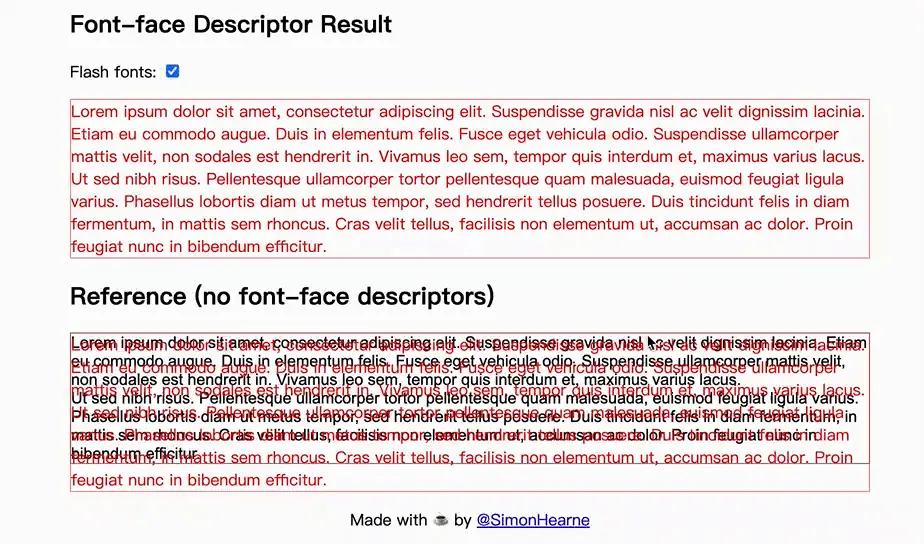 Font-face Descriptor Result
Flash fonts:
Lorem ipsum dolor sit amet, consectetur adipiscing elit. Suspendisse gravida nisl ac velit dignissim lacinia.
Etiam eu commodo augue. Duis in elementum felis. Fusce eget vehicula odio. Suspendisse ullamcorper
mattis velit, non sodales est hendrerit in. Vivamus leo sem, tempor quis interdum et, maximus varius lacus.
Ut sed nibh risus. Pellentesque ullamcorper tortor pellentesque quam malesuada, euismod feugiat ligula
varius. Phasellus lobortis diam ut metus tempor, sed hendrerit tellus posuere. Duis tincidunt felis in diam
fermentum, in mattis sem rhoncus. Cras velit tellus, facilisis non elementum ut, accumsan ac dolor. Proin
feugiat nunc in bibendum efficitur.
Reference (no font-face descriptors)
Lorem ipsum dolor sit amet, consectetur adipiscing elit. Suspendisse gravida nisl ac velit dignissim lacinia. Etiam
eu commodo augue. Duis in elementum felis. Fusce eget vehicula odio. Suspendisse ullamcorper mattis velit,
non sodales est hendrerit in. Vivamus leo sem, tempor quis interdum et, maximus varius lacus.
Ut sed nibh risus. Pellentesque ullamcorper tortor pellentesque quam malesuada, euismod feugiat ligula varius.
Phasellus lobortis diam ut metus tempor, sed hendrerit tellus posuere. Duis tincidunt felis in diam fermentum, in
mattis sem rhoncus. Cras velit tellus, facilisis non elementum ut, accumsan ac dolor. Proin feugiat nunc in
bibendum efficitur.
Lorem ipsum dolor sit amet, consectetur adipiscing elit. Suspendisse gravida nisl ac velit dignissim lacinia.
Etiam eu commodo augue. Duis in elementum felis. Fusce eget vehicula odio. Suspendisse ullamcorper
mattis velit, non sodales est hendrerit in. Vivamus leo sem, tempor quis interdum et, maximus varius lacus.
Ut sed nibh risus. Pellentesque ullamcorper tortor pellentesque quam malesuada, euismod feugiat ligula
varius. Phasellus lobortis diam ut metus tempor, sed hendrerit tellus posuere. Duis tincidunt felis in diam
fermentum, in mattis sem rhoncus. Cras velit tellus, facilisis non elementum ut, accumsan ac dolor. Proin
feugiat nunc in bibendum efficitur.
Made with ☕ by @SimonHearne